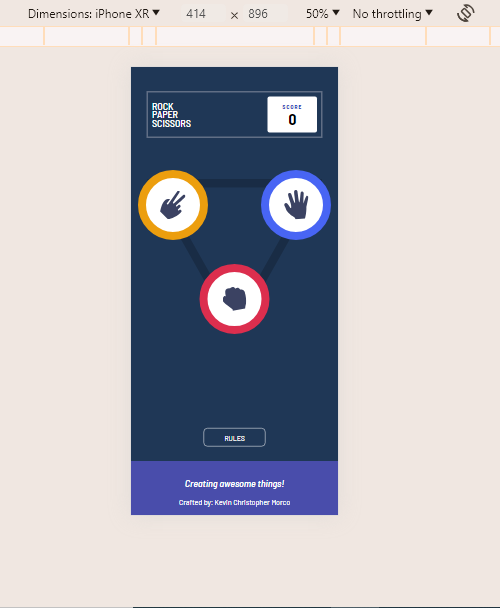 Dimensions: iPhone XR 414 × 896 50% No throttling
ROCK
PAPER
SCISSORS
SCORE
0
RULES
Creating awesome things!
Crafted by: Kevin Christopher Morco